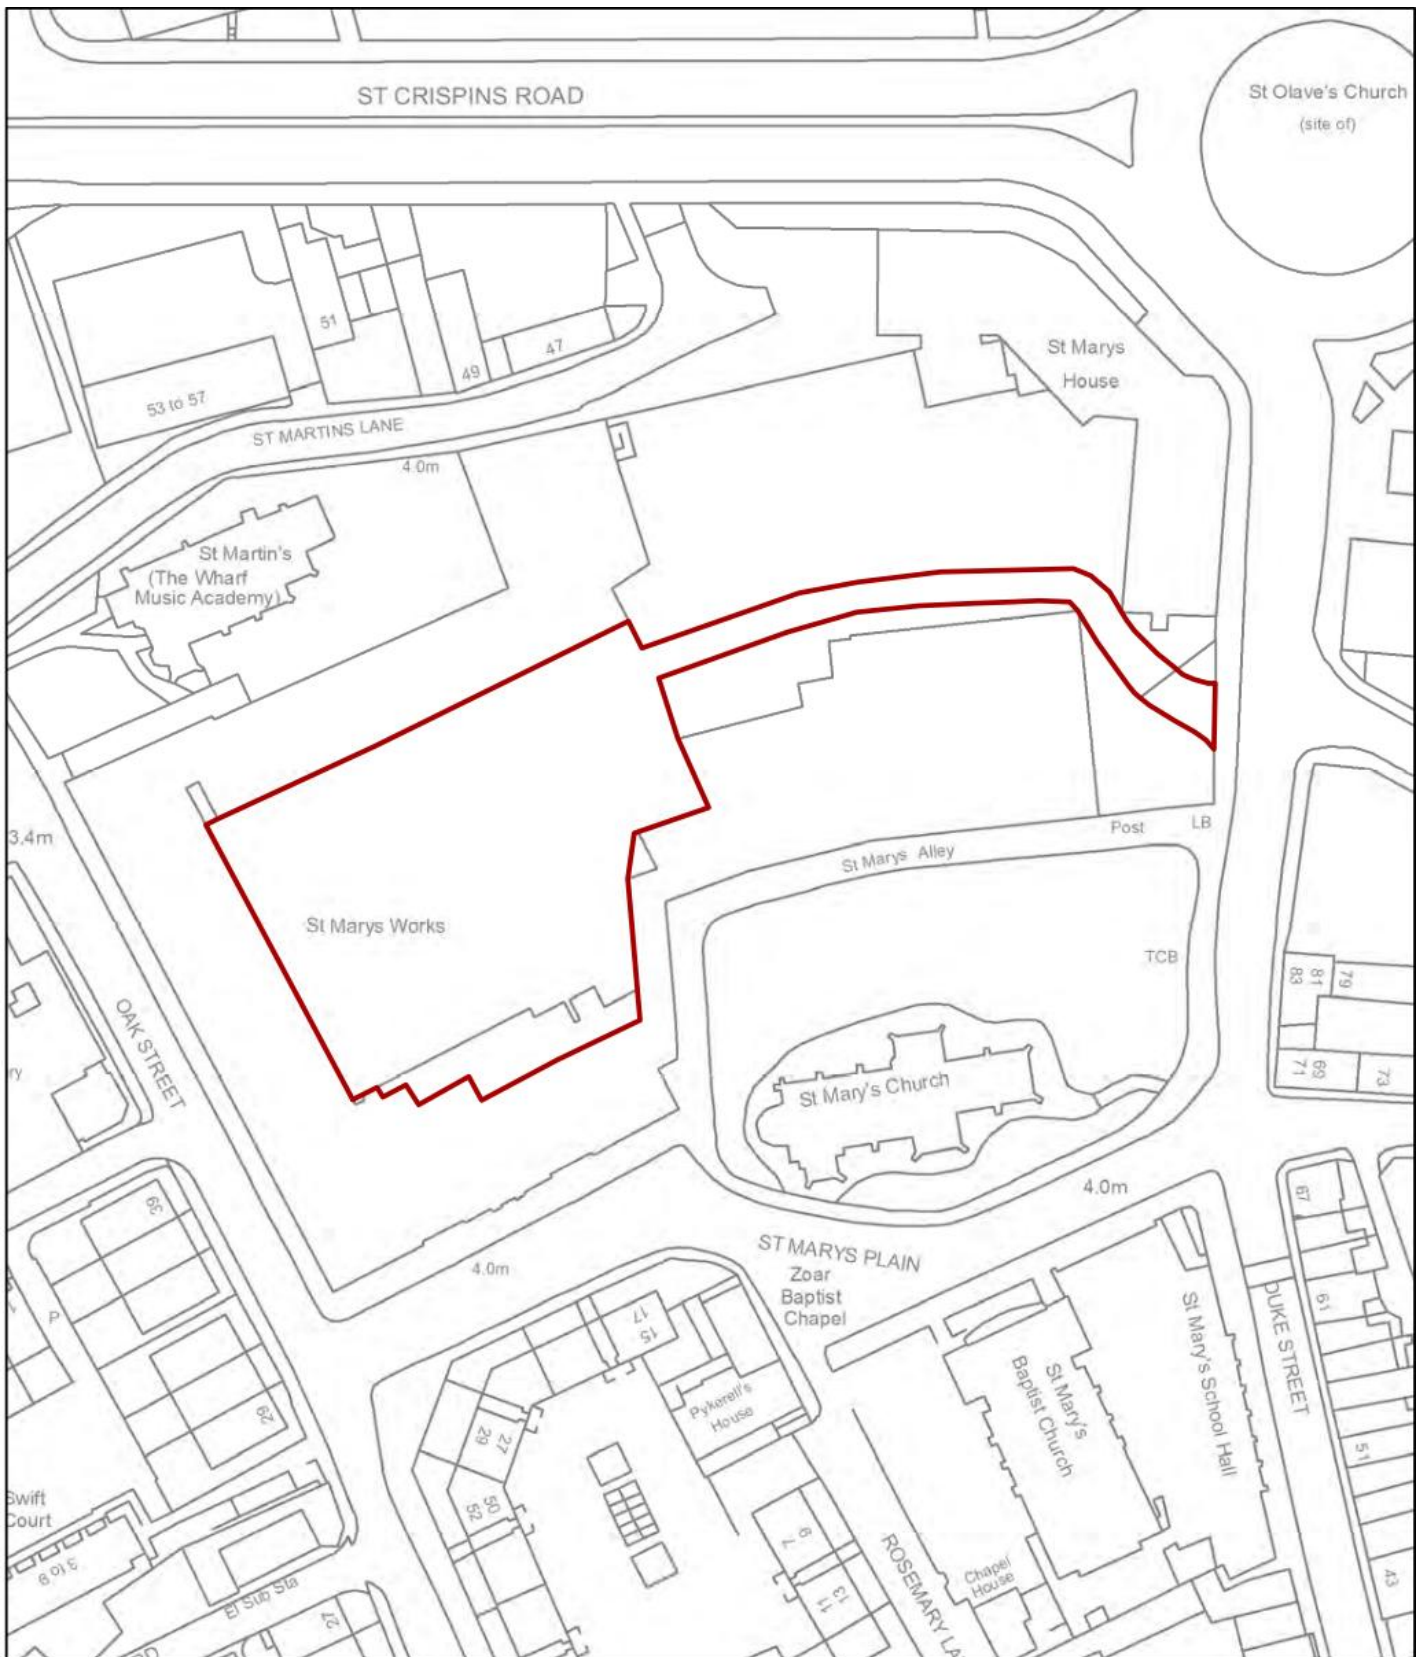 ST CRISPINS ROAD
St Olave's Church
(site of)
51
47
49
53 to 57
St Marys
House
ST MARTINS LANE
4.0m
St Martin's
(The Wharf
Music Academy)
3.4m
Post
LB
St Marys Alley
St Marys Works
TCB
83
81
79
OAK STREET
ry
71
69
73
St Mary's Church
39
67
4.0m
ST MARYS PLAIN
4.0m
Zoar
Baptist
Chapel
P
17
15
61
DUKE STREET
St Mary's School Hall
St Mary's
Baptist Church
Pykerell's
House
29
29
27
51
Swift
Court
52
50
3 to 9
7
9
ROSEMARY LA
Chapel
House
43
El Sub Sta
27
11
13